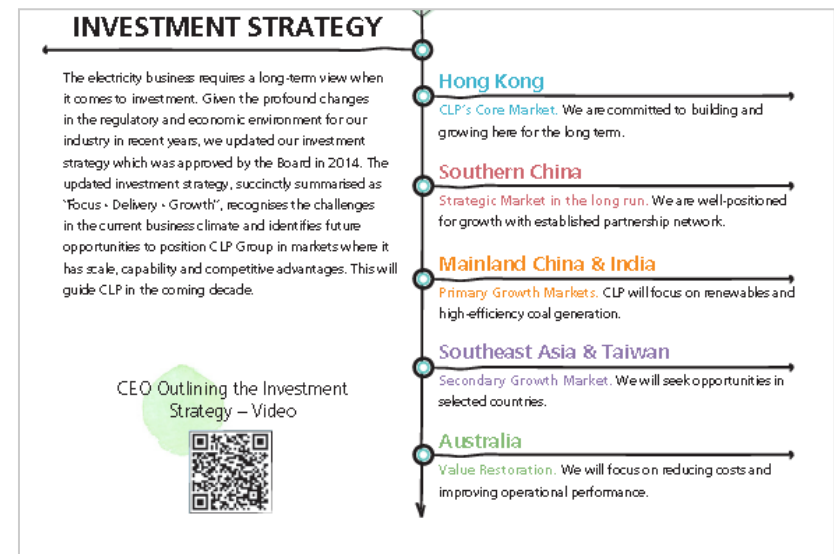 INVESTMENT STRATEGY
The electricity business requires a long-term view when
it comes to investment. Given the profound changes
in the regulatory and economic environment for our
industry in recent years, we updated our investment
strategy which was approved by the Board in 2014. The
updated investment strategy, succinctly summarised as
"Focus • Delivery • Growth", recognises the challenges
in the current business climate and identifies future
opportunities to position CLP Group in markets where it
has scale, capability and competitive advantages. This will
guide CLP in the coming decade.
CEO Outlining the Investment
Strategy – Video
Hong Kong
CLP's Core Market. We are committed to building and
growing here for the long term.
Southern China
Strategic Market in the long run. We are well-positioned
for growth with established partnership network.
Mainland China & India
Primary Growth Markets. CLP will focus on renewables and
high-efficiency coal generation.
Southeast Asia & Taiwan
Secondary Growth Market. We will seek opportunities in
selected countries.
Australia
Value Restoration. We will focus on reducing costs and
improving operational performance.